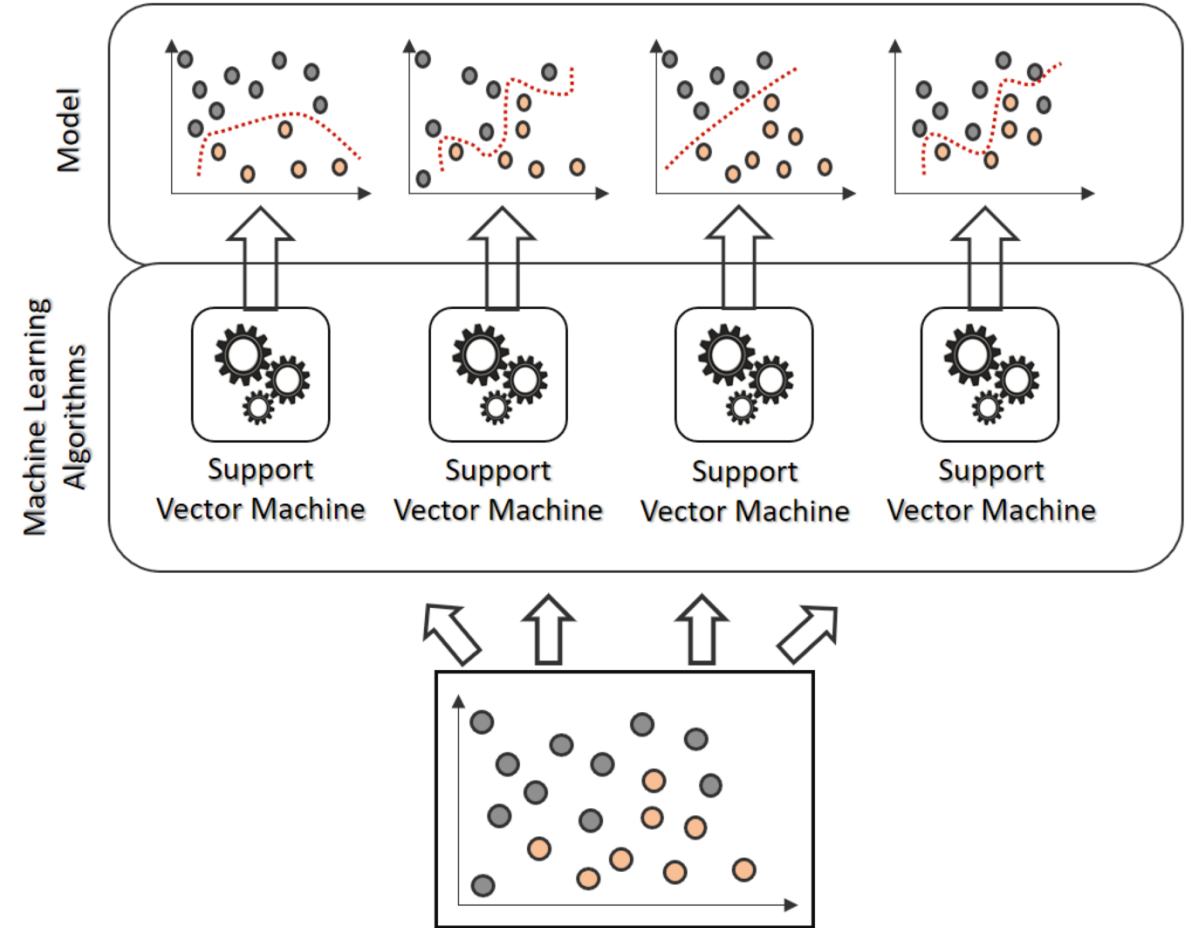 Model
Machine Learning
Algorithms
Support
Vector Machine
Support
Vector Machine
Support
Vector Machine
Support
Vector Machine